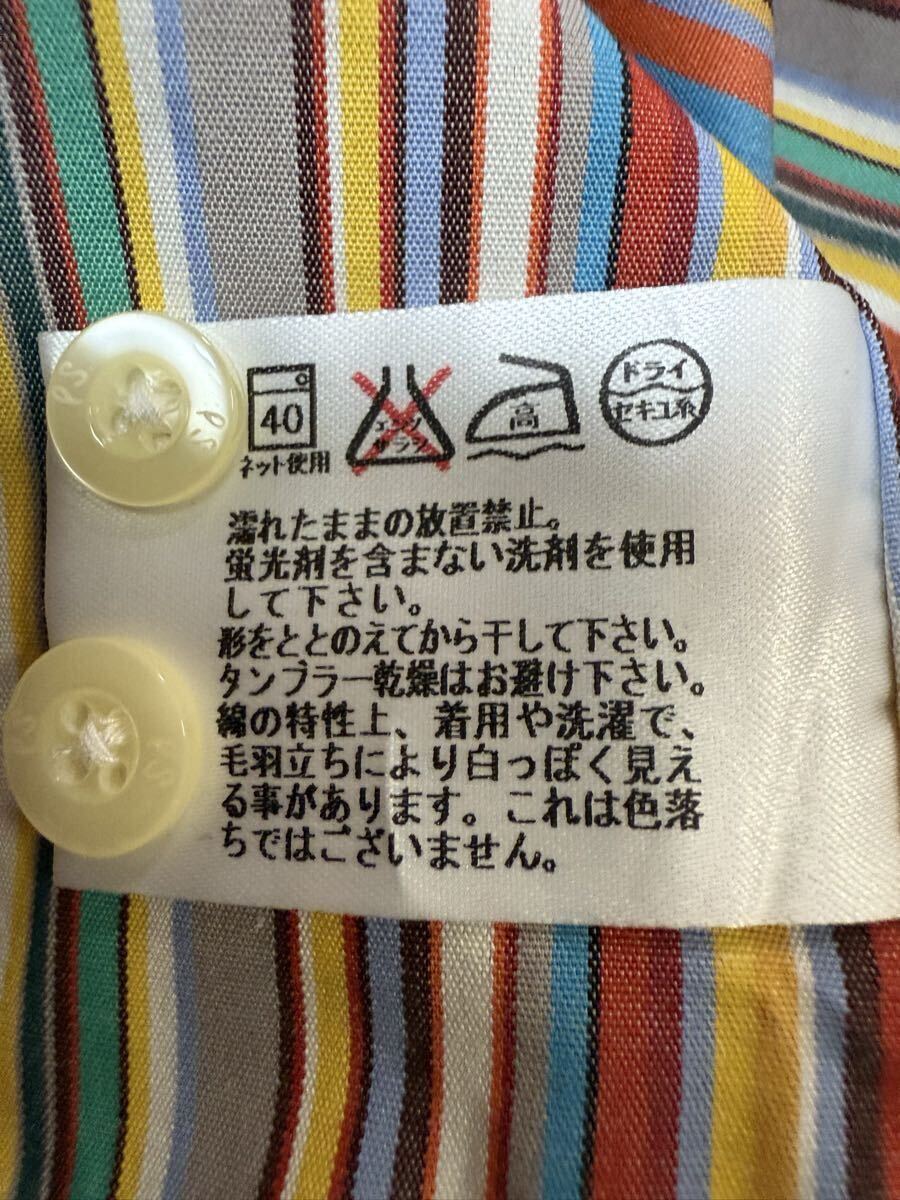 40
ネット使用
エンソ
サラシ
高
ドライ
セキユ系
濡れたままの放置禁止。
蛍光剤を含まない洗剤を使用
して下さい。
形をととのえてから干して下さい。
タンブラー乾燥はお避け下さい。
綿の特性上、着用や洗濯で、
毛羽立ちにより白っぽく見え
る事があります。これは色落
ちではございません。
PS
PS
PS
PS